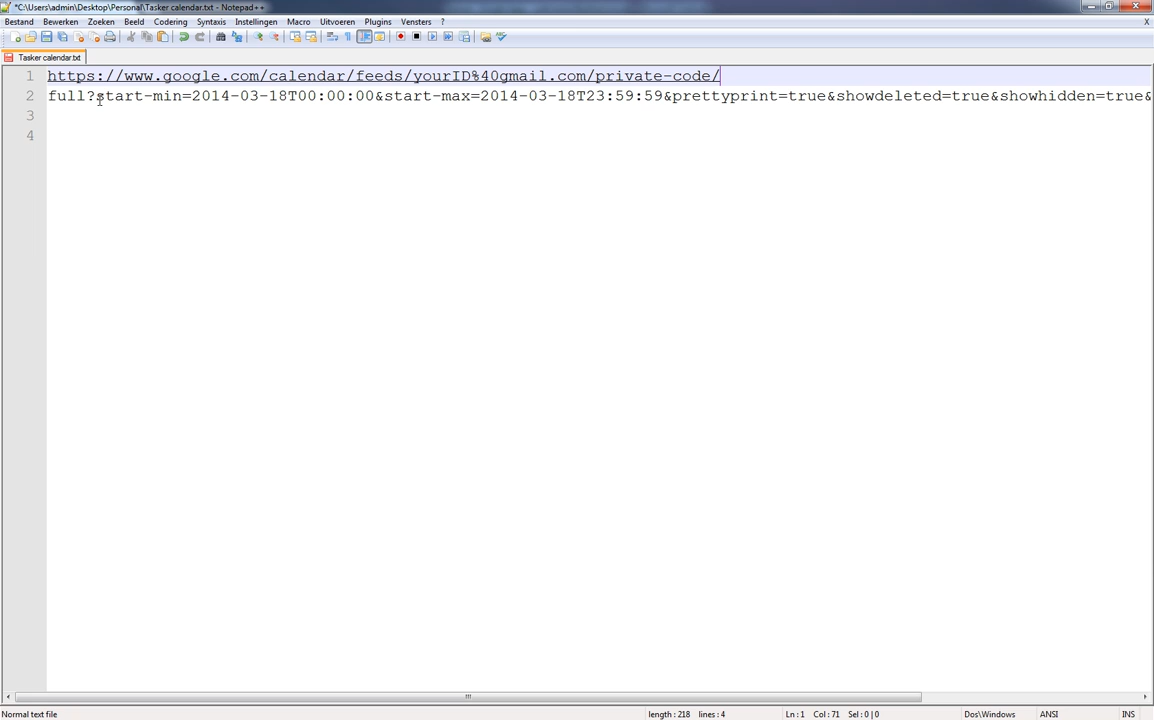 *C:\Users\admin\Desktop\Personal\Tasker calendar.txt - Notepad++
Bestand Bewerken Zoeken Beeld Codering Syntaxis Instellingen Macro Uitvoeren Plugins Vensters ? X
Tasker calendar.txt
1 https://www.google.com/calendar/feeds/yourID%40gmail.com/private-code/
2 full?start-min=2014-03-18T00:00:00&start-max=2014-03-18T23:59:59&prettyprint=true&showdeleted=true&showhidden=true&
3
4
Normal text file length : 218 lines : 4 Ln : 1 Col : 71 Sel : 0 | 0 Dos\Windows ANSI INS